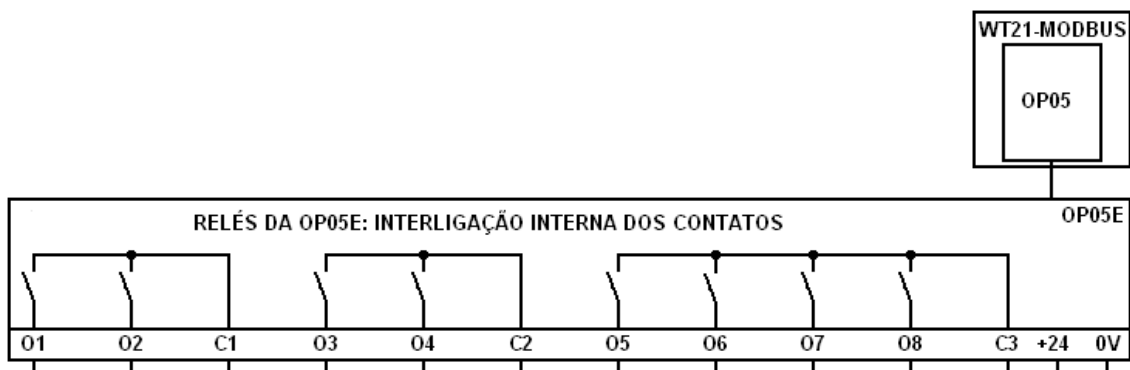 WT21-MODBUS
OP05
RELÉS DA OP05E: INTERLIGAÇÃO INTERNA DOS CONTATOS
OP05E
O1 O2 C1 O3 O4 C2 O5 O6 O7 O8 C3 +24 0V